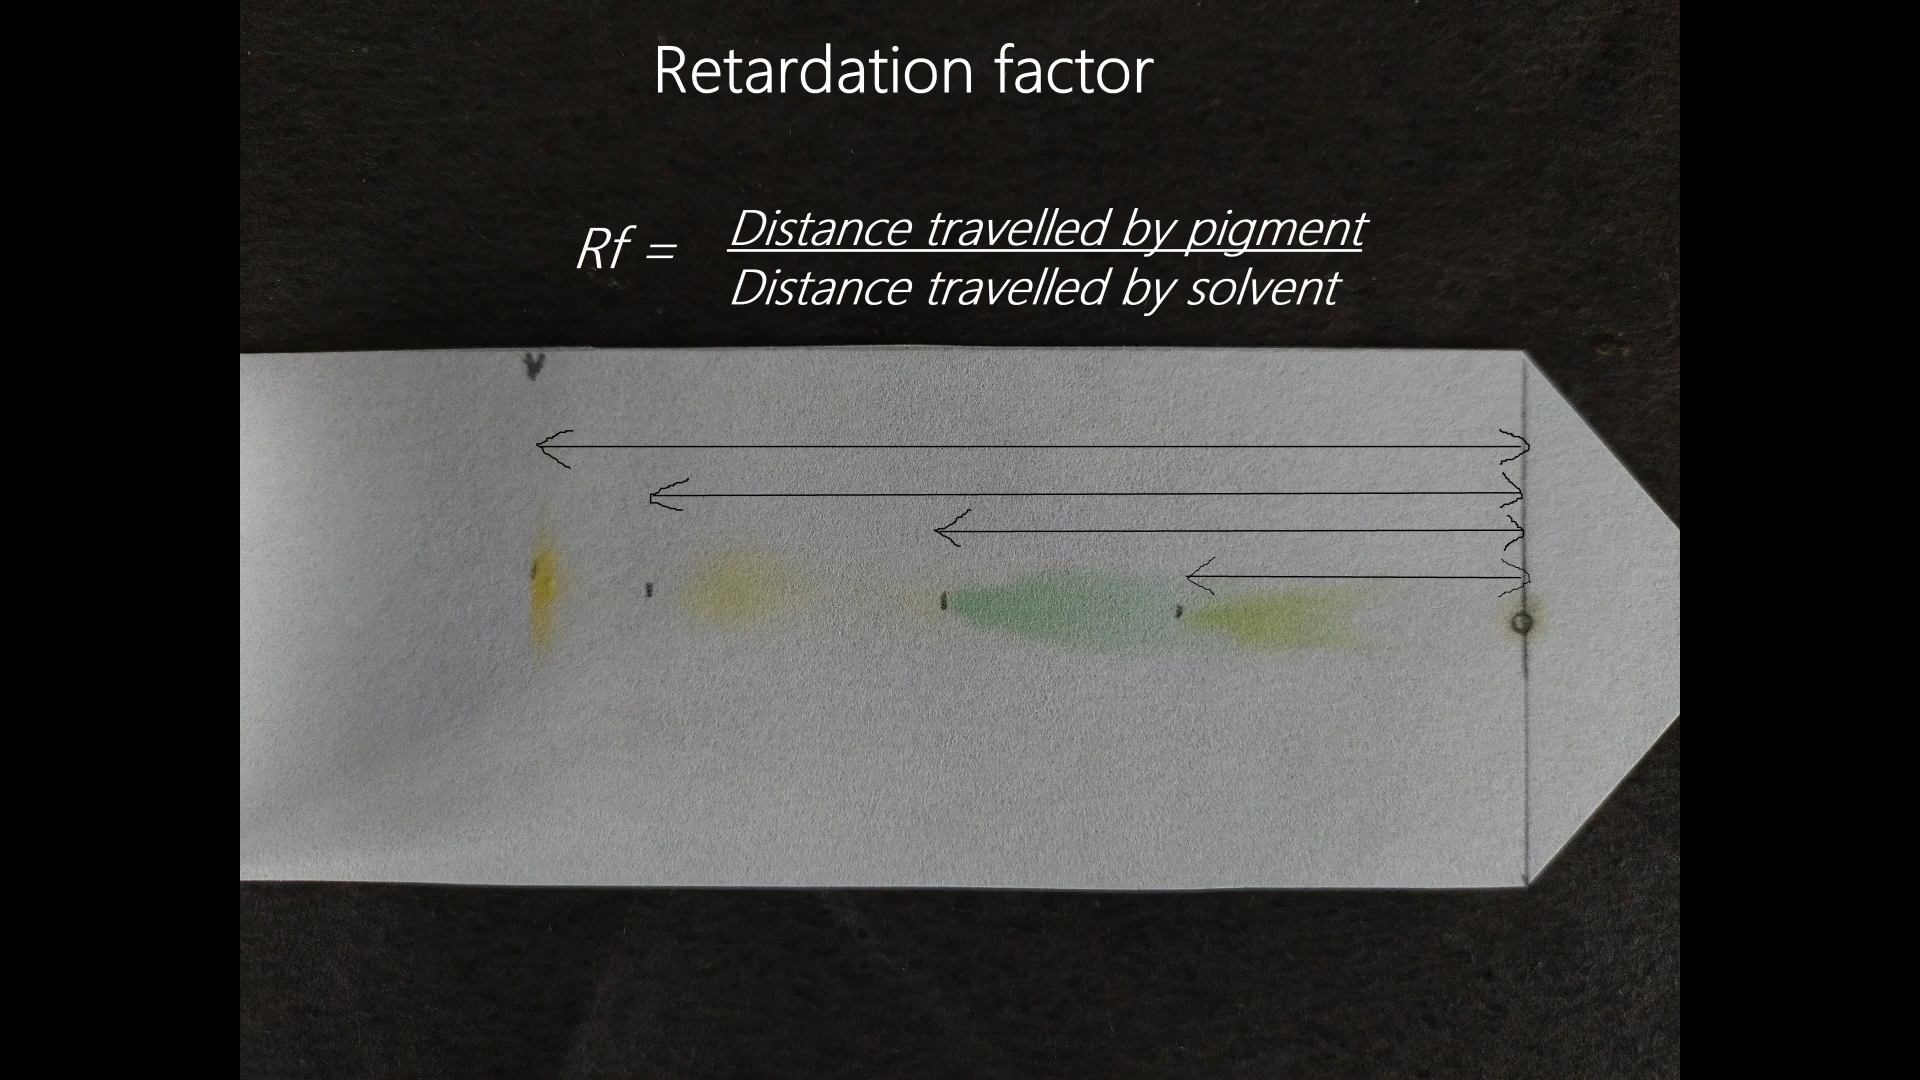 Retardation factor
Rf = Distance travelled by pigment
Distance travelled by solvent